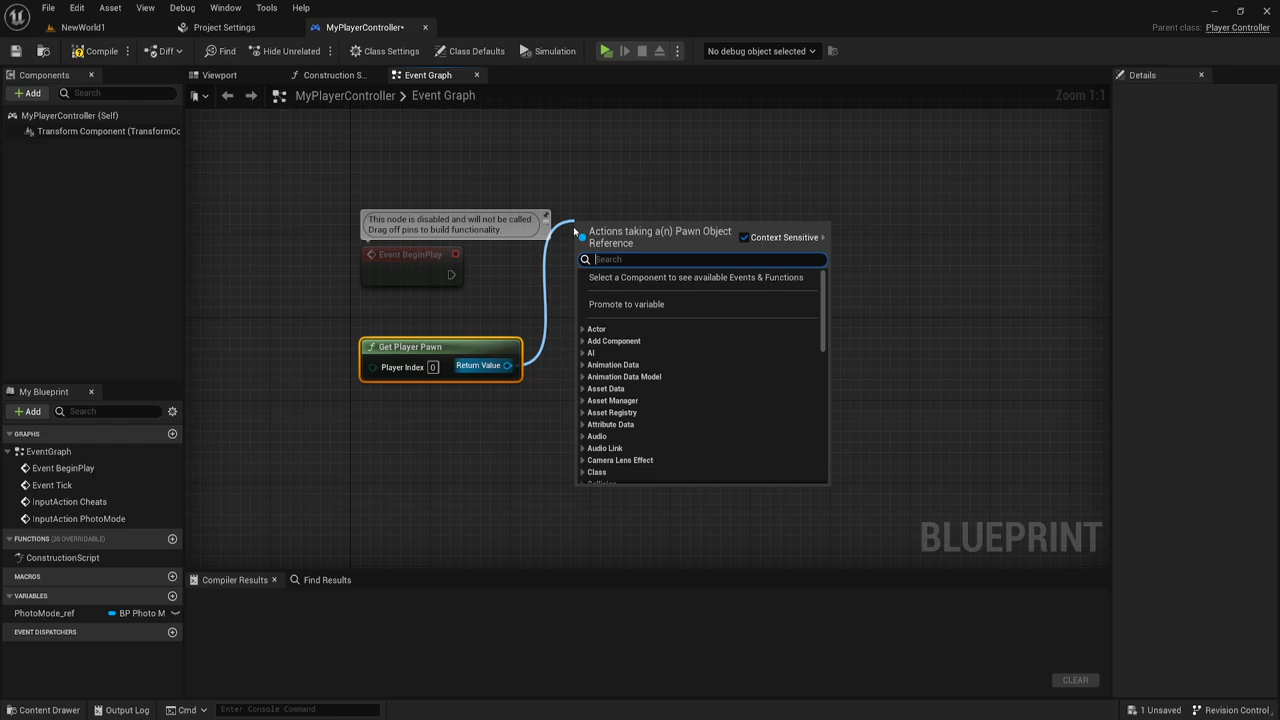 File Edit Asset View Debug Window Tools Help
NewWorld1 Project Settings MyPlayerController* Parent class: Player Controller
Compile Diff Find Hide Unrelated Class Settings Class Defaults Simulation No debug object selected
Components Viewport Construction S... Event Graph Details
Add Search MyPlayerController Event Graph Zoom 1:1
MyPlayerController (Self)
Transform Component (TransformCo
This node is disabled and will not be called.
Drag off pins to build functionality.
Event BeginPlay
Get Player Pawn
Player Index 0 Return Value
Actions taking a(n) Pawn Object
Reference
Context Sensitive
Search
Select a Component to see available Events & Functions
Promote to variable
Actor
Add Component
AI
Animation Data
Animation Data Model
Asset Data
Asset Manager
Asset Registry
Attribute Data
Audio
Audio Link
Camera Lens Effect
Class
Collision
BLUEPRINT
My Blueprint
Add Search
GRAPHS
EventGraph
Event BeginPlay
Event Tick
InputAction Cheats
InputAction PhotoMode
FUNCTIONS (20 OVERRIDABLE)
ConstructionScript
MACROS
VARIABLES
PhotoMode_ref BP Photo M
EVENT DISPATCHERS
Compiler Results Find Results
CLEAR
Content Drawer Output Log Cmd Enter Console Command 1 Unsaved Revision Control